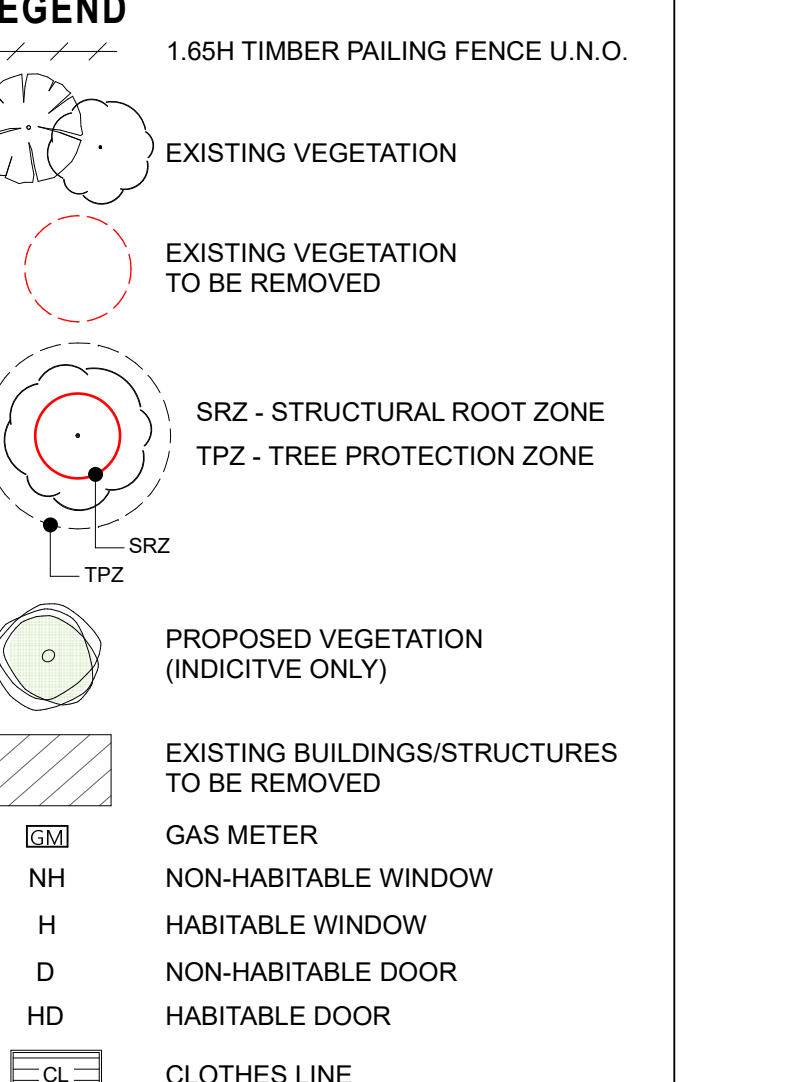 EGEND
1.65H TIMBER PAILING FENCE U.N.O.
EXISTING VEGETATION
EXISTING VEGETATION
TO BE REMOVED
SRZ - STRUCTURAL ROOT ZONE
TPZ - TREE PROTECTION ZONE
SRZ
TPZ
PROPOSED VEGETATION
(INDICITVE ONLY)
EXISTING BUILDINGS/STRUCTURES
TO BE REMOVED
GM GAS METER
NH NON-HABITABLE WINDOW
H HABITABLE WINDOW
D NON-HABITABLE DOOR
HD HABITABLE DOOR
CL CLOTHES LINE